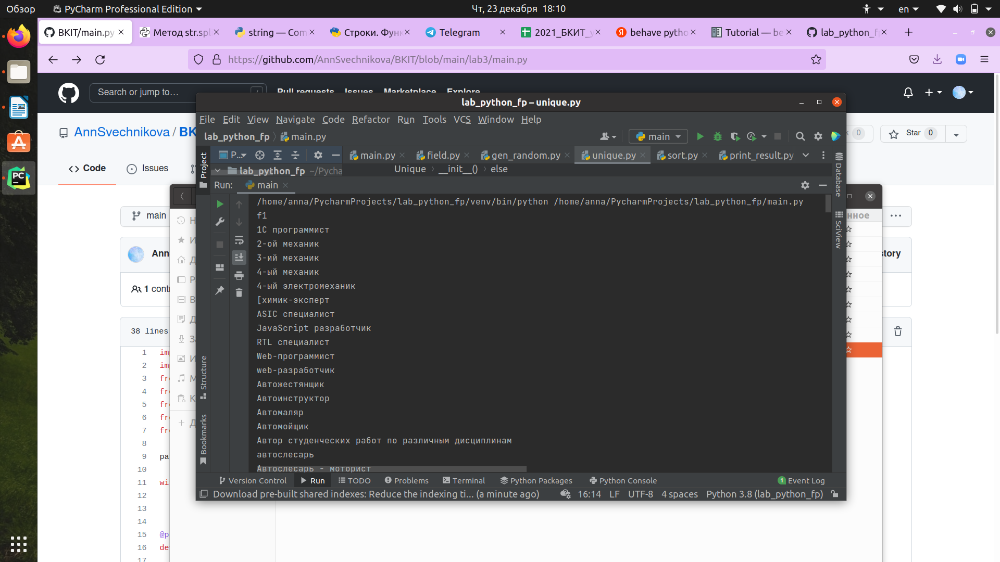 Обзор
PyCharm Professional Edition
Чт, 23 декабря 18:10
en
BKIT/main.py
Метод str.spl
string — Com
Строки. Функ
Telegram
2021_БКИТ_у
behave pytho
Tutorial — be
lab_python_f
https://github.com/AnnSvechnikova/BKIT/blob/main/lab3/main.py
Search or jump to…
/
Pull requests
Issues
Marketplace
Explore
AnnSvechnikova / BK
0
Star 0
Code
Issues
main
Ann
story
1 contr
38 lines
1 im
2 im
3 fr
4 fr
5 fr
6 fr
7 fr
8
9 pa
10
11 wi
12
13
14
15 @p
16 de
17
Н
И
Д
Р
В
Д
За
И
М
К
Д
нное
lab_python_fp – unique.py
File Edit View Navigate Code Refactor Run Tools VCS Window Help
lab_python_fp main.py
main
P...
main.py
field.py
gen_random.py
unique.py
sort.py
print_result.py
lab_python_fp ~/Pycha
Unique __init__() else
Project
Structure
Bookmarks
Database
SciView
Run: main
/home/anna/PycharmProjects/lab_python_fp/venv/bin/python /home/anna/PycharmProjects/lab_python_fp/main.py
f1
1C программист
2-ой механик
3-ий механик
4-ый механик
4-ый электромеханик
[химик-эксперт
ASIC специалист
JavaScript разработчик
RTL специалист
Web-программист
web-разработчик
Автожестянщик
Автоинструктор
Автомаляр
Автомойщик
Автор студенческих работ по различным дисциплинам
автослесарь
Автослесарь - моторист
Version Control
Run
TODO
Problems
Terminal
Python Packages
Python Console
1 Event Log
Download pre-built shared indexes: Reduce the indexing ti... (a minute ago)
16:14 LF UTF-8 4 spaces Python 3.8 (lab_python_fp)